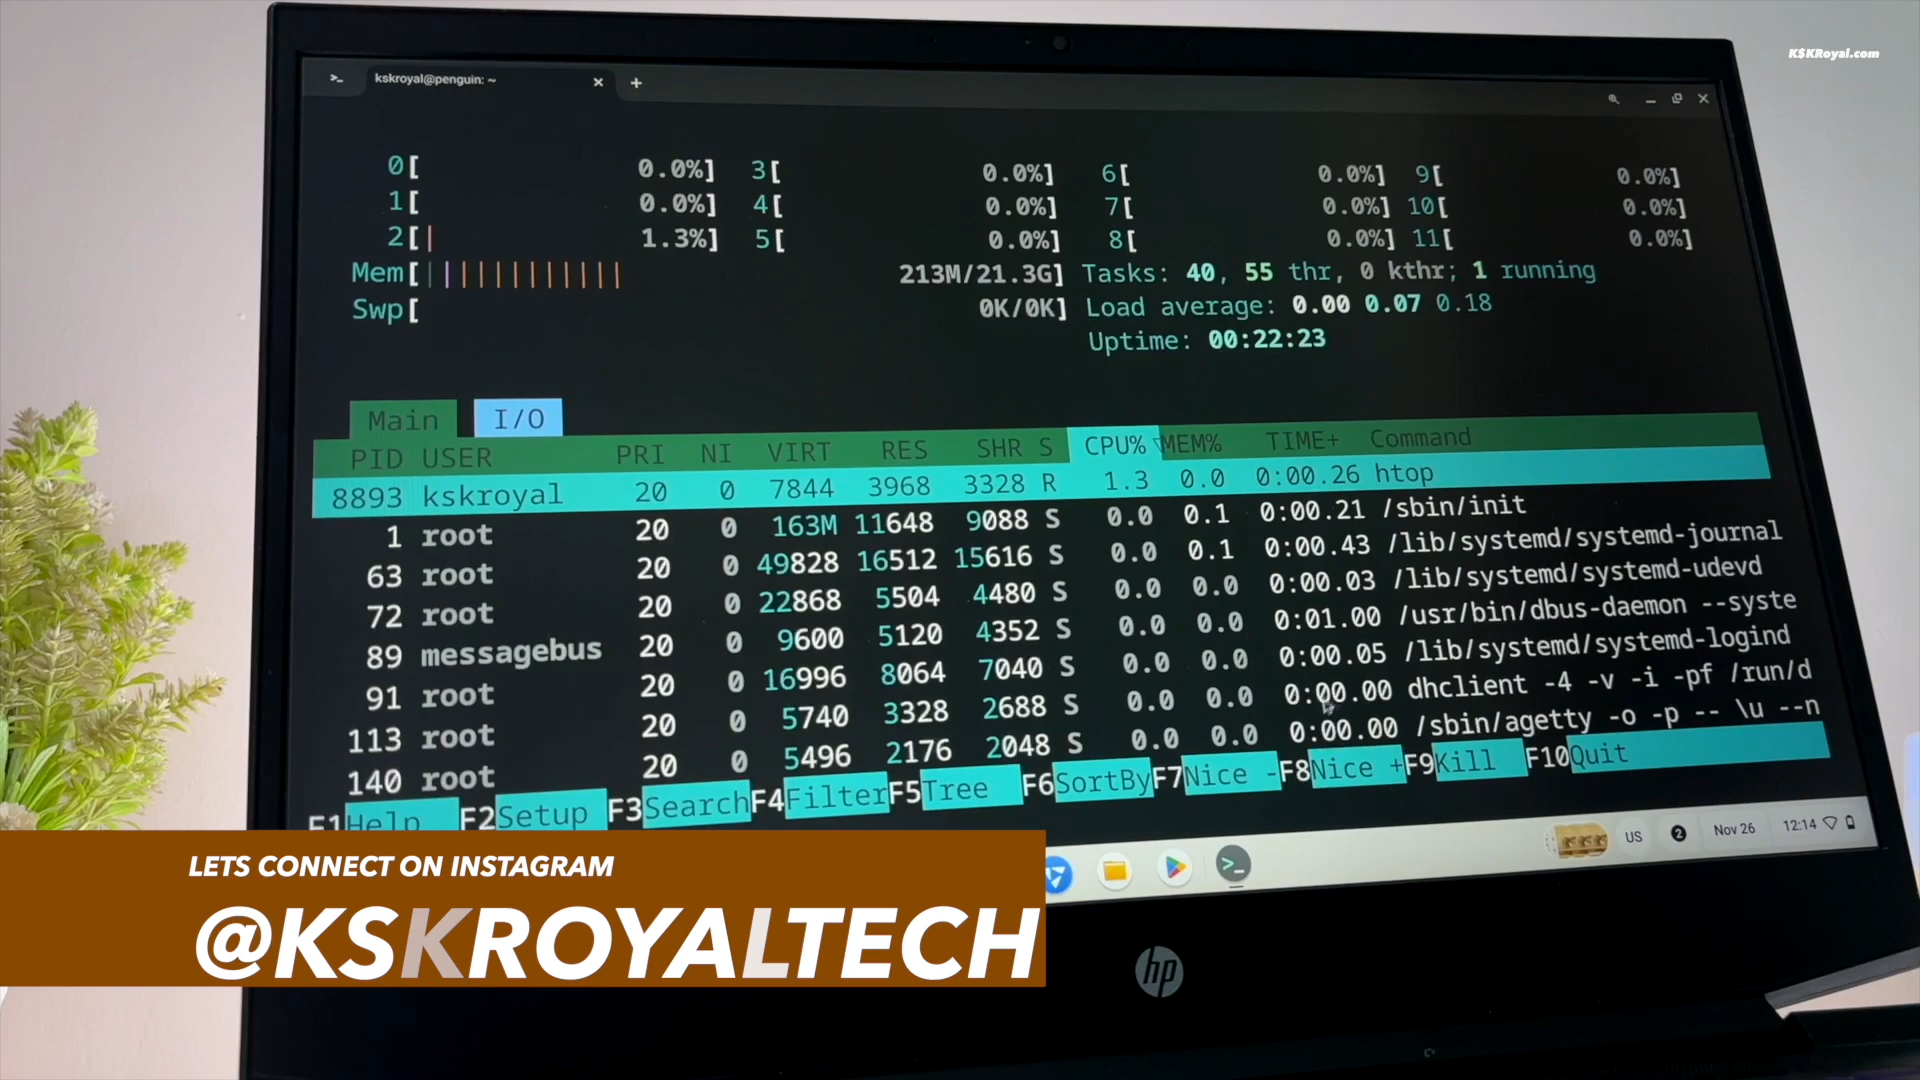 KSKRoyal.com
kskroyal@penguin: ~
0[ 0.0%] 3[ 0.0%] 6[ 0.0%] 9[ 0.0%]
1[ 0.0%] 4[ 0.0%] 7[ 0.0%] 10[ 0.0%]
2[| 1.3%] 5[ 0.0%] 8[ 0.0%] 11[ 0.0%]
Mem[|||||||||||| 213M/21.3G] Tasks: 40, 55 thr, 0 kthr; 1 running
Swp[ 0K/0K] Load average: 0.00 0.07 0.18
Uptime: 00:22:23
Main I/O
PID USER PRI NI VIRT RES SHR S CPU%▽MEM% TIME+ Command
8893 kskroyal 20 0 7844 3968 3328 R 1.3 0.0 0:00.26 htop
1 root 20 0 163M 11648 9088 S 0.0 0.1 0:00.21 /sbin/init
63 root 20 0 49828 16512 15616 S 0.0 0.1 0:00.43 /lib/systemd/systemd-journal
72 root 20 0 22868 5504 4480 S 0.0 0.0 0:00.03 /lib/systemd/systemd-udevd
89 messagebus 20 0 9600 5120 4352 S 0.0 0.0 0:01.00 /usr/bin/dbus-daemon --syste
91 root 20 0 16996 8064 7040 S 0.0 0.0 0:00.05 /lib/systemd/systemd-logind
113 root 20 0 5740 3328 2688 S 0.0 0.0 0:00.00 dhclient -4 -v -i -pf /run/d
140 root 20 0 5496 2176 2048 S 0.0 0.0 0:00.00 /sbin/agetty -o -p -- \u --n
F1Help F2Setup F3Search F4Filter F5Tree F6SortBy F7Nice - F8Nice + F9Kill F10Quit
US 2 Nov 26 12:14
LETS CONNECT ON INSTAGRAM
@KSKROYALTECH
hp